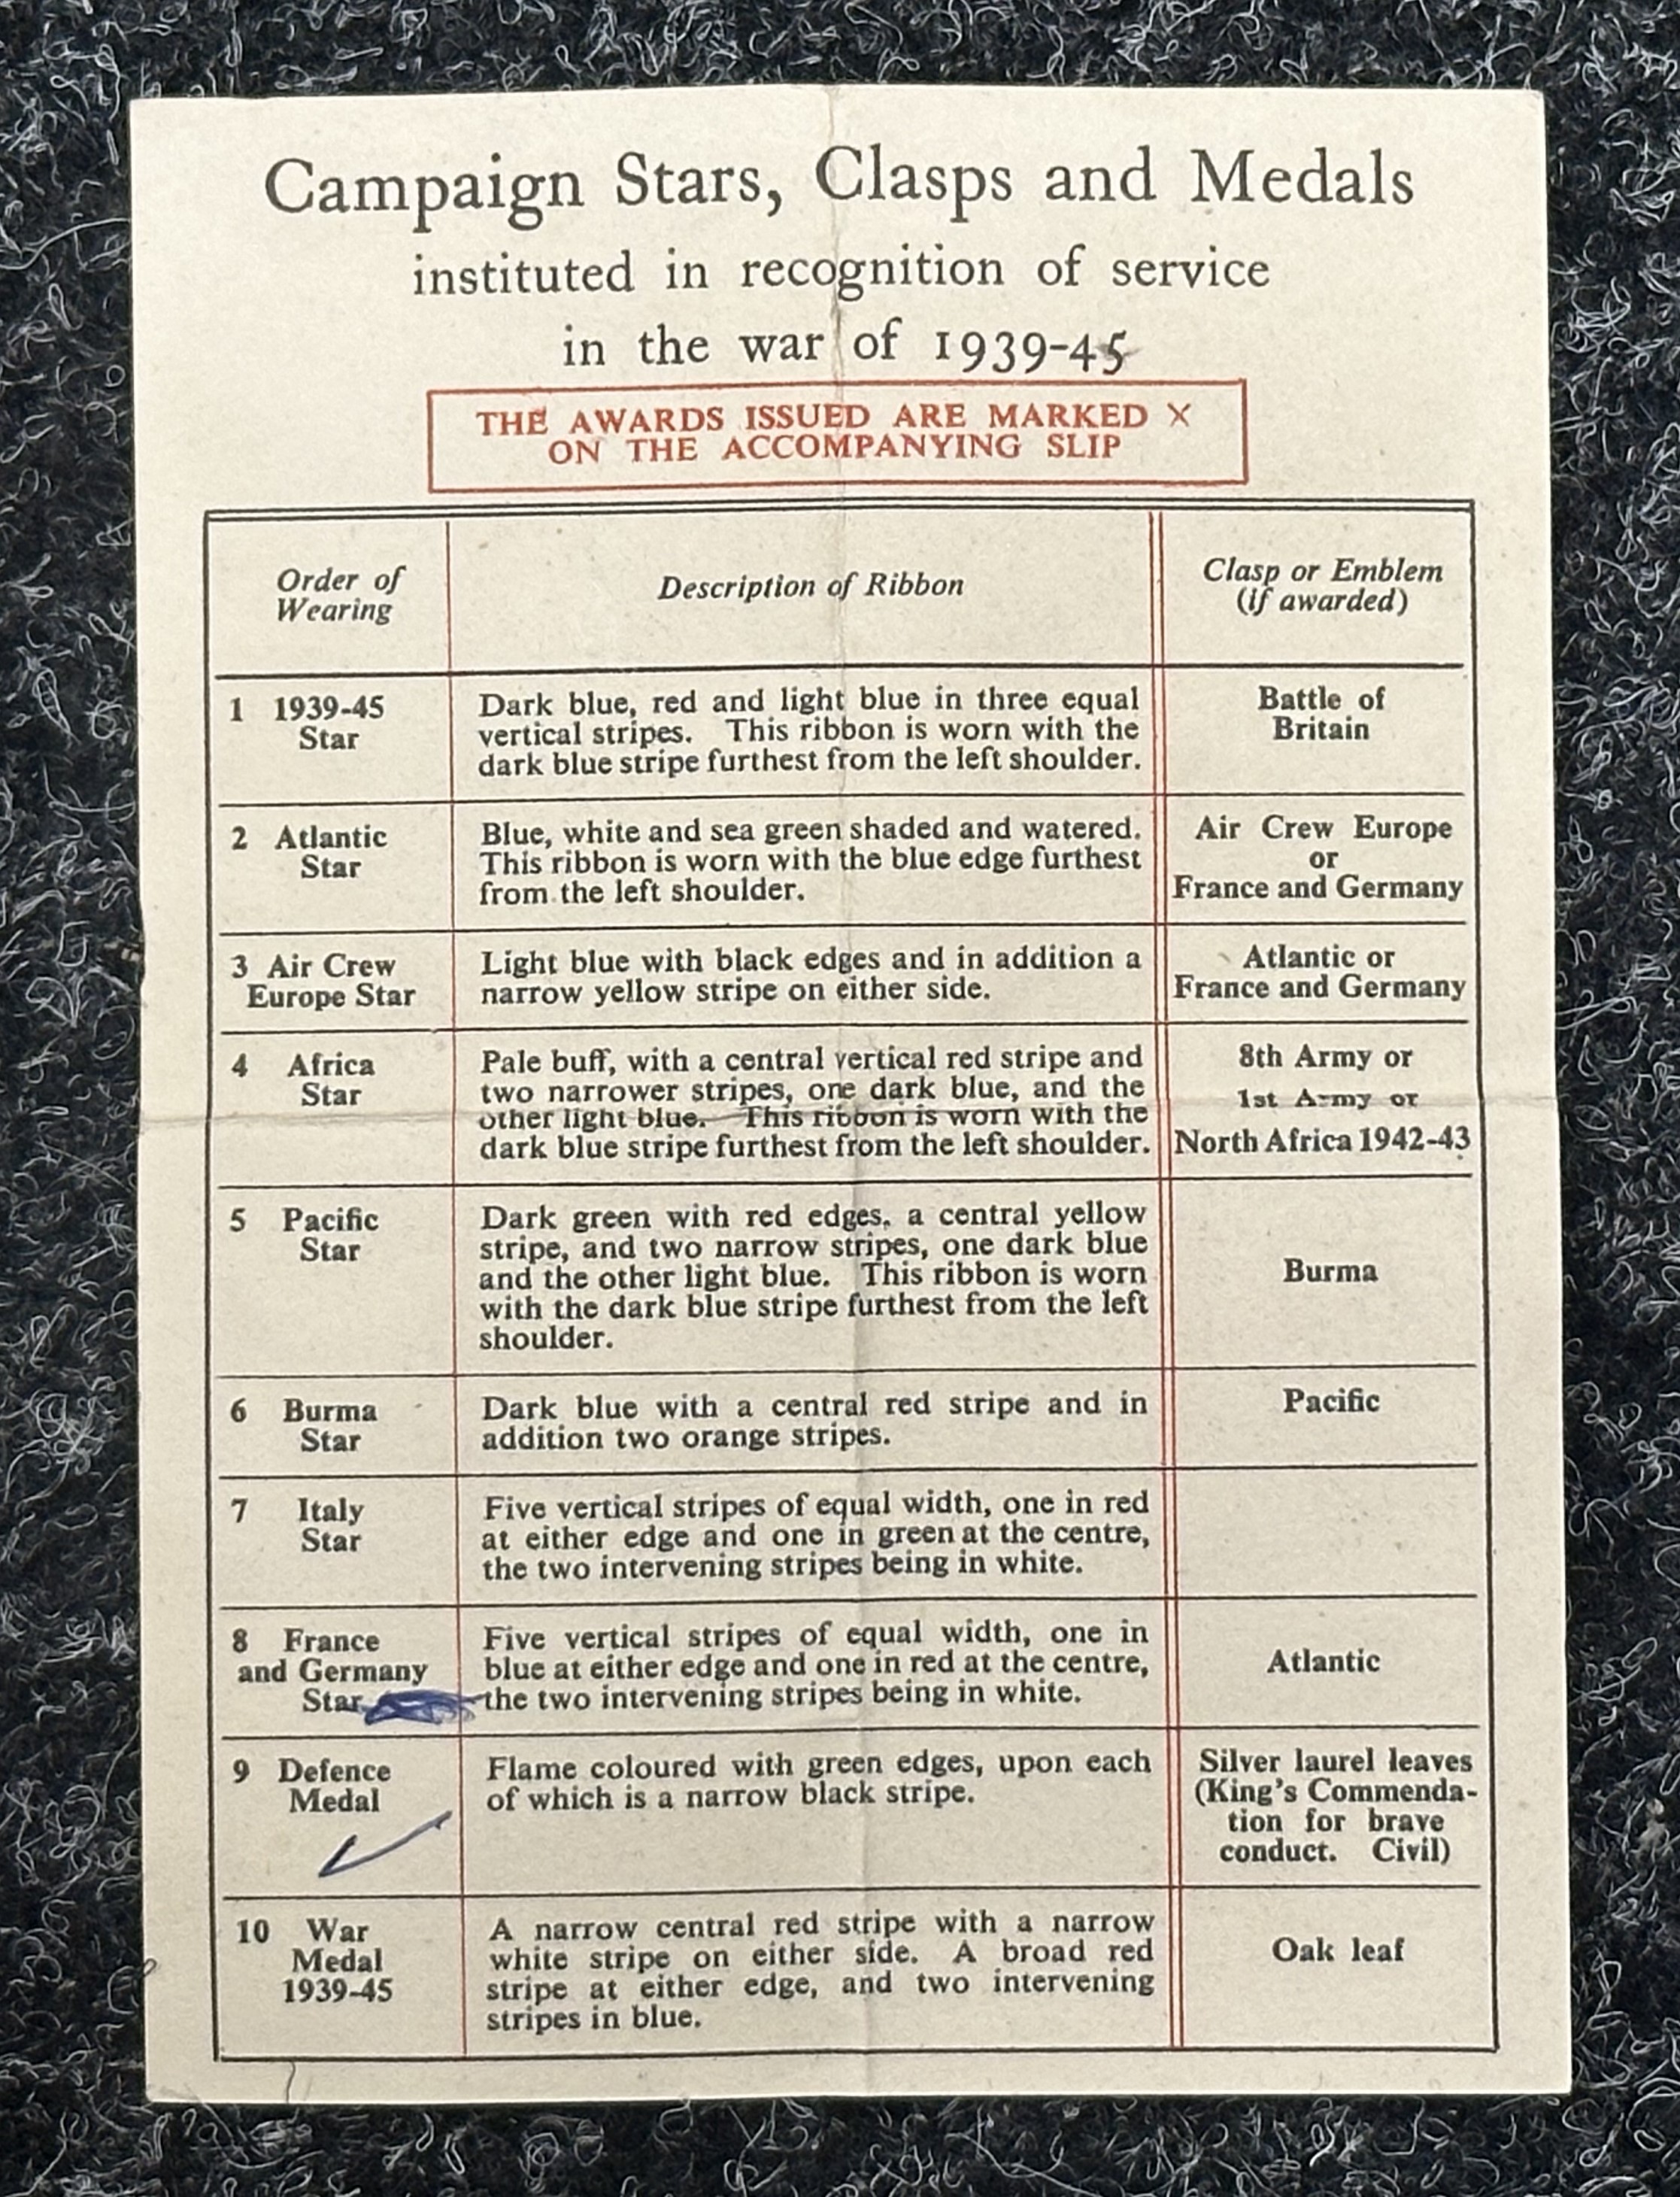 Campaign Stars, Clasps and Medals
instituted in recognition of service
in the war of 1939-45
THE AWARDS ISSUED ARE MARKED X
ON THE ACCOMPANYING SLIP
Order of
Wearing
Description of Ribbon
Clasp or Emblem
(if awarded)
1 1939-45
Star
Dark blue, red and light blue in three equal
vertical stripes. This ribbon is worn with the
dark blue stripe furthest from the left shoulder.
Battle of
Britain
2 Atlantic
Star
Blue, white and sea green shaded and watered.
This ribbon is worn with the blue edge furthest
from the left shoulder.
Air Crew Europe
or
France and Germany
3 Air Crew
Europe Star
Light blue with black edges and in addition a
narrow yellow stripe on either side.
Atlantic or
France and Germany
4 Africa
Star
Pale buff, with a central vertical red stripe and
two narrower stripes, one dark blue, and the
other light blue. This ribbon is worn with the
dark blue stripe furthest from the left shoulder.
8th Army or
1st Army or
North Africa 1942-43
5 Pacific
Star
Dark green with red edges, a central yellow
stripe, and two narrow stripes, one dark blue
and the other light blue. This ribbon is worn
with the dark blue stripe furthest from the left
shoulder.
Burma
6 Burma
Star
Dark blue with a central red stripe and in
addition two orange stripes.
Pacific
7 Italy
Star
Five vertical stripes of equal width, one in red
at either edge and one in green at the centre,
the two intervening stripes being in white.
8 France
and Germany
Star
Five vertical stripes of equal width, one in
blue at either edge and one in red at the centre,
the two intervening stripes being in white.
Atlantic
9 Defence
Medal
Flame coloured with green edges, upon each
of which is a narrow black stripe.
Silver laurel leaves
(King's Commenda-
tion for brave
conduct. Civil)
10 War
Medal
1939-45
A narrow central red stripe with a narrow
white stripe on either side. A broad red
stripe at either edge, and two intervening
stripes in blue.
Oak leaf